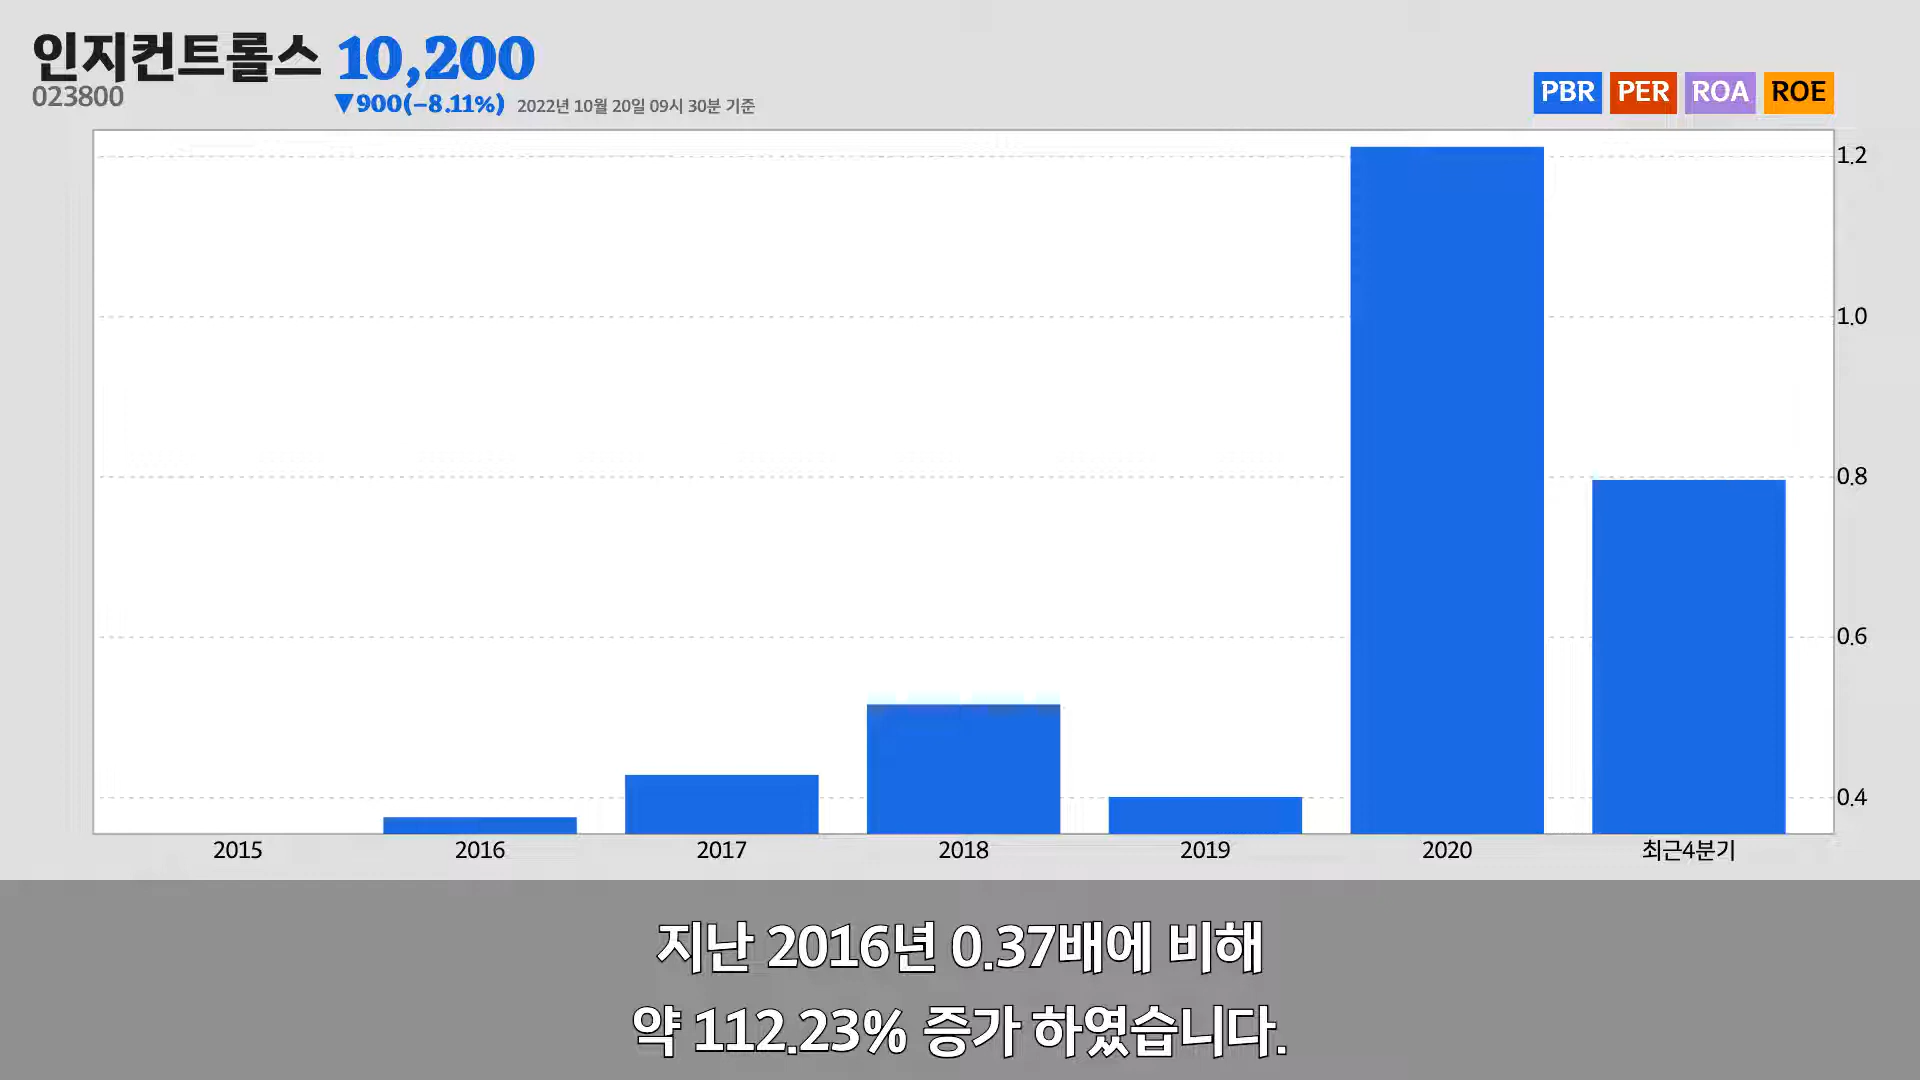 인지컨트롤스 10,200
023800
▼900(-8.11%) 2022년 10월 20일 09시 30분 기준
PBR PER ROA ROE
1.2
1.0
0.8
0.6
0.4
2015 2016 2017 2018 2019 2020 최근4분기
지난 2016년 0.37배에 비해
약 112.23% 증가 하였습니다.